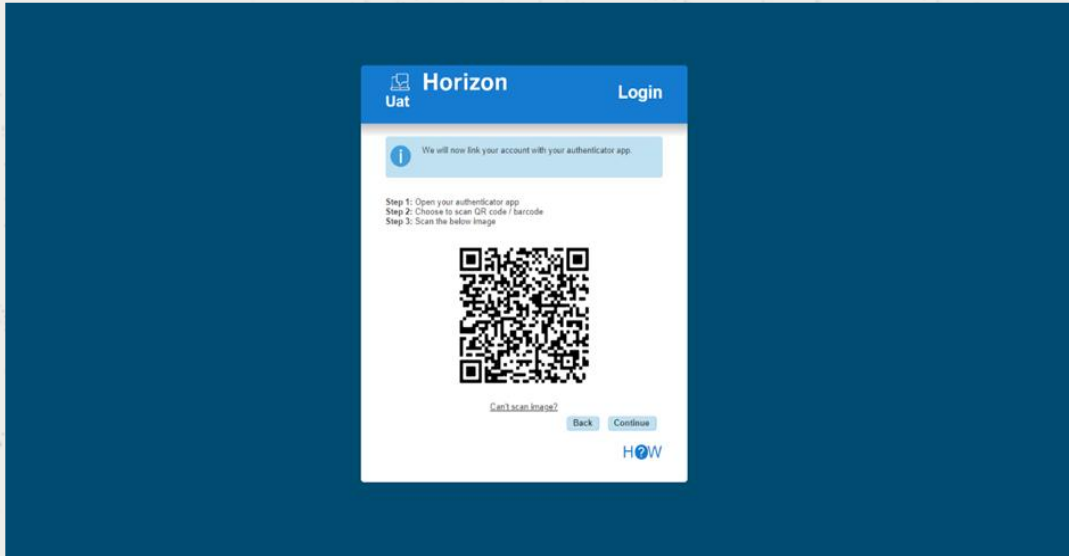 Horizon
Uat
Login
We will now link your account with your authenticator app.
Step 1: Open your authenticator app
Step 2: Choose to scan QR code / barcode
Step 3: Scan the below image
Can't scan image?
Back Continue
H?W